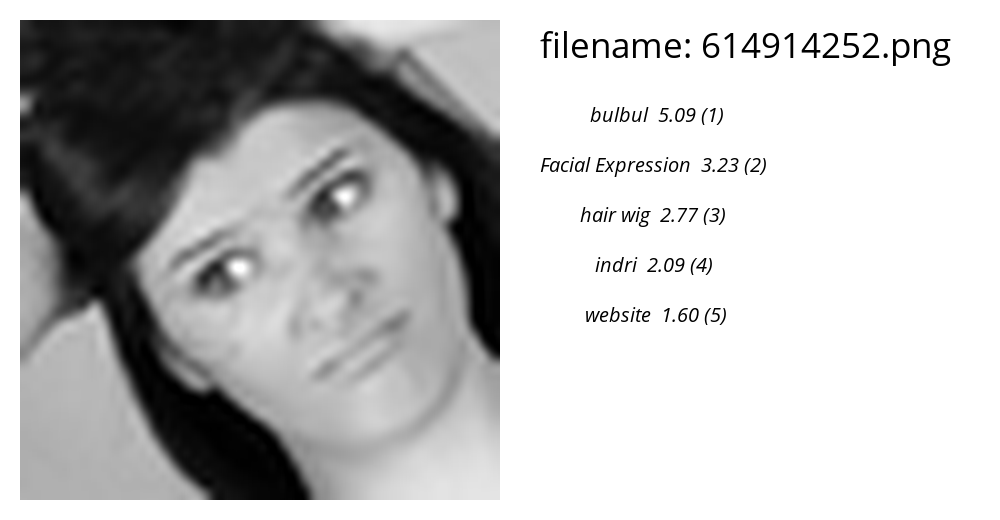 filename: 614914252.png
bulbul 5.09 (1)
Facial Expression 3.23 (2)
hair wig 2.77 (3)
indri 2.09 (4)
website 1.60 (5)